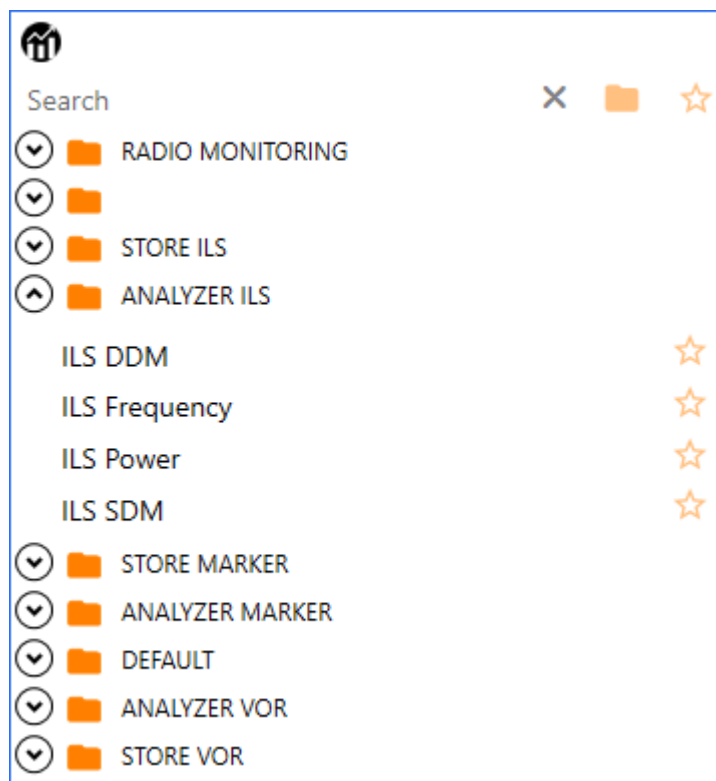 Search
RADIO MONITORING
STORE ILS
ANALYZER ILS
ILS DDM
ILS Frequency
ILS Power
ILS SDM
STORE MARKER
ANALYZER MARKER
DEFAULT
ANALYZER VOR
STORE VOR